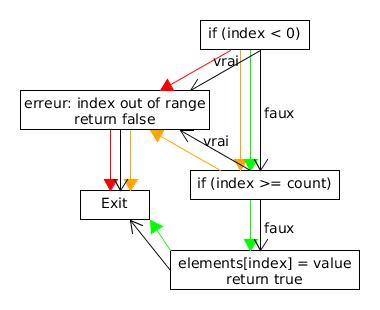 if (index < 0)
vrai
erreur: index out of range
return false
faux
vrai
if (index >= count)
Exit
faux
elements[index] = value
return true